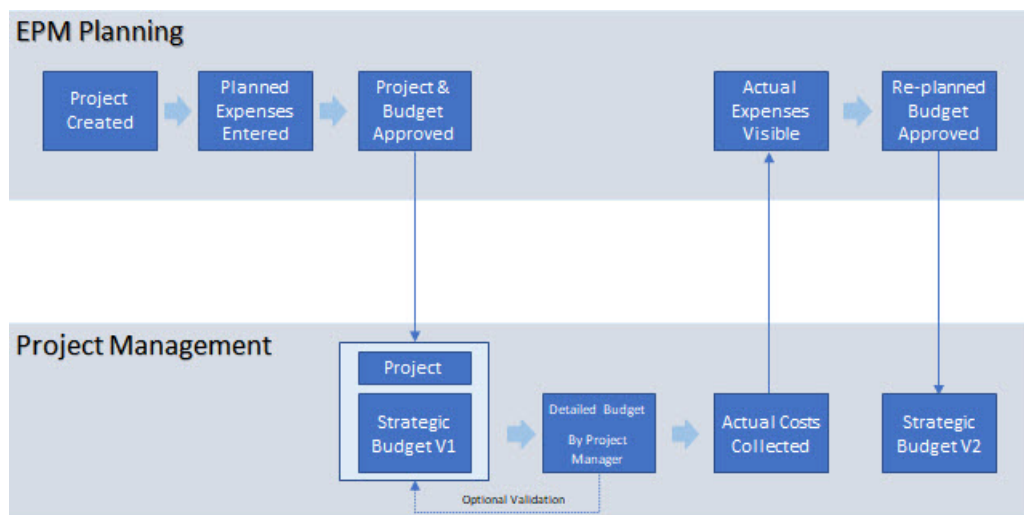 EPM Planning
Project
Created
Planned
Expenses
Entered
Project &
Budget
Approved
Actual
Expenses
Visible
Re-planned
Budget
Approved
Project Management
Project
Strategic
Budget V1
Detailed Budget
By Project
Manager
Actual Costs
Collected
Strategic
Budget V2
Optional Validation